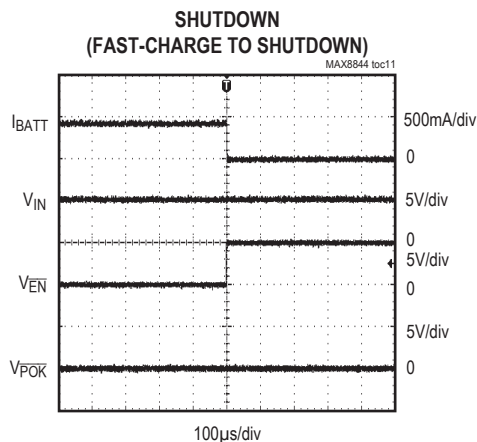 SHUTDOWN
(FAST-CHARGE TO SHUTDOWN)
MAX8844 toc11
T
IBATT
500mA/div
0
VIN
5V/div
0
5V/div
VEN
0
5V/div
VPOK
0
100µs/div